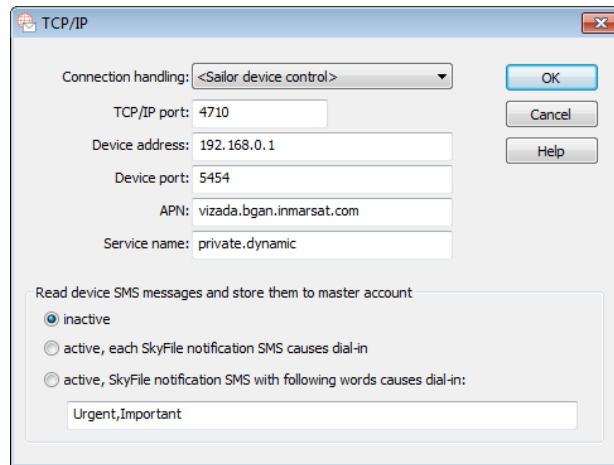 TCP/IP
Connection handling: <Sailor device control>
OK
TCP/IP port: 4710
Cancel
Device address: 192.168.0.1
Help
Device port: 5454
APN: vizada.bgan.inmarsat.com
Service name: private.dynamic
Read device SMS messages and store them to master account
inactive
active, each SkyFile notification SMS causes dial-in
active, SkyFile notification SMS with following words causes dial-in:
Urgent,Important